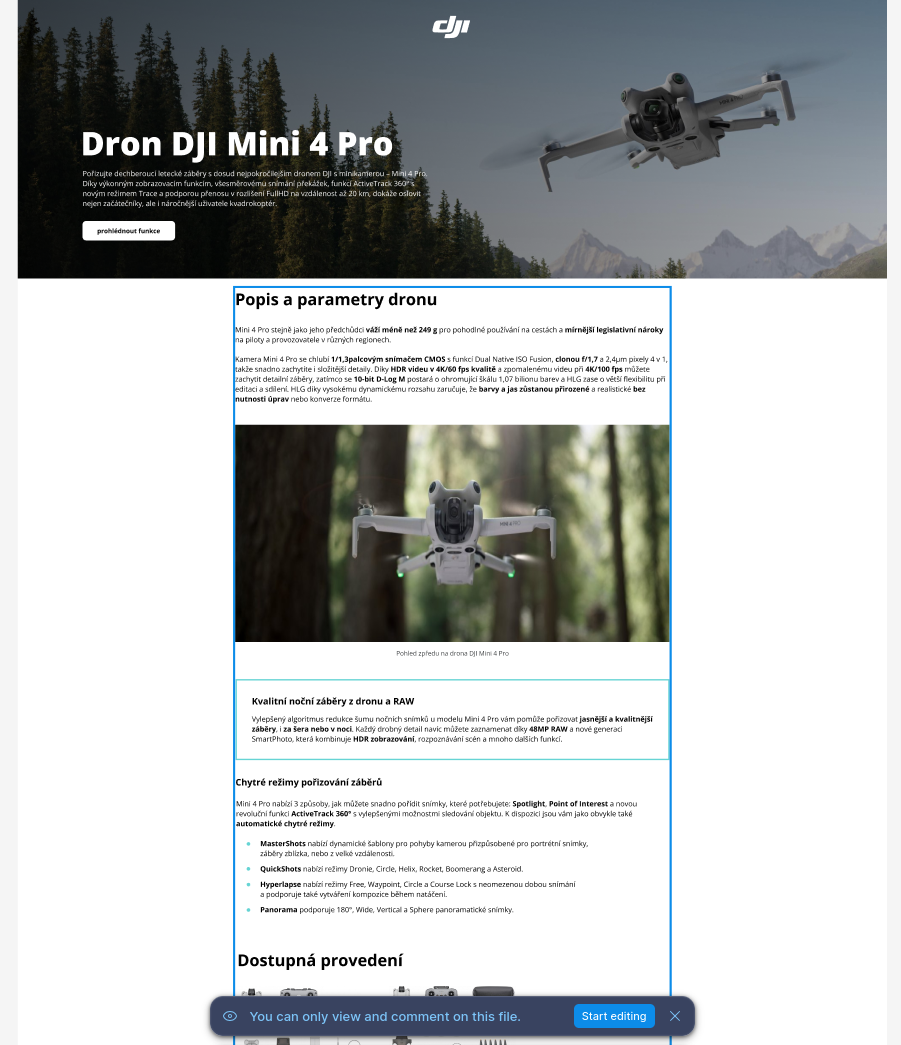 dji
Dron DJI Mini 4 Pro
Pořizujte dechberoucí letecké záběry s dosud nejpokročilejším dronem DJI s minikamerou – Mini 4 Pro.
Díky výkonným zobrazovacím funkcím, všesměrovému snímání překážek, funkci ActiveTrack 360° s
novým režimem Trace a podporou přenosu v rozlišení FullHD na vzdálenost až 20 km, dokáže oslovit
nejen začátečníky, ale i náročnější uživatele kvadrokoptér.
prohlédnout funkce
Popis a parametry dronu
Mini 4 Pro stejně jako jeho předchůdci váží méně než 249 g pro pohodlné používání na cestách a mírnější legislativní nároky
na piloty a provozovatele v různých regionech.
Kamera Mini 4 Pro se chlubí 1/1,3palcovým snímačem CMOS s funkcí Dual Native ISO Fusion, clonou f/1,7 a 2,4μm pixely 4 v 1,
takže snadno zachytíte i složitější detaily. Díky HDR videu v 4K/60 fps kvalitě a zpomalenému videu při 4K/100 fps můžete
zachytit detailní záběry, zatímco se 10-bit D-Log M postará o ohromující škálu 1,07 bilionu barev a HLG zase o větší flexibilitu při
editaci a sdílení. HLG díky vysokému dynamickému rozsahu zaručuje, že barvy a jas zůstanou přirozené a realistické bez
nutnosti úprav nebo konverze formátu.
MINI 4 PRO
Pohled zpředu na drona DJI Mini 4 Pro
Kvalitní noční záběry z dronu a RAW
Vylepšený algoritmus redukce šumu nočních snímků u modelu Mini 4 Pro vám pomůže pořizovat jasnější a kvalitnější
záběry, i za šera nebo v noci. Každý drobný detail navíc můžete zaznamenat díky 48MP RAW a nové generaci
SmartPhoto, která kombinuje HDR zobrazování, rozpoznávání scén a mnoho dalších funkcí.
Chytré režimy pořizování záběrů
Mini 4 Pro nabízí 3 způsoby, jak můžete snadno pořídit snímky, které potřebujete: Spotlight, Point of Interest a novou
revoluční funkci ActiveTrack 360° s vylepšenými možnostmi sledování objektu. K dispozici jsou vám jako obvykle také
automatické chytré režimy.
MasterShots nabízí dynamické šablony pro pohyby kamerou přizpůsobené pro portrétní snímky,
záběry zblízka, nebo z velké vzdálenosti.
QuickShots nabízí režimy Dronie, Circle, Helix, Rocket, Boomerang a Asteroid.
Hyperlapse nabízí režimy Free, Waypoint, Circle a Course Lock s neomezenou dobou snímání
a podporuje také vytváření kompozice během natáčení.
Panorama podporuje 180°, Wide, Vertical a Sphere panoramatické snímky.
Dostupná provedení
You can only view and comment on this file.
Start editing